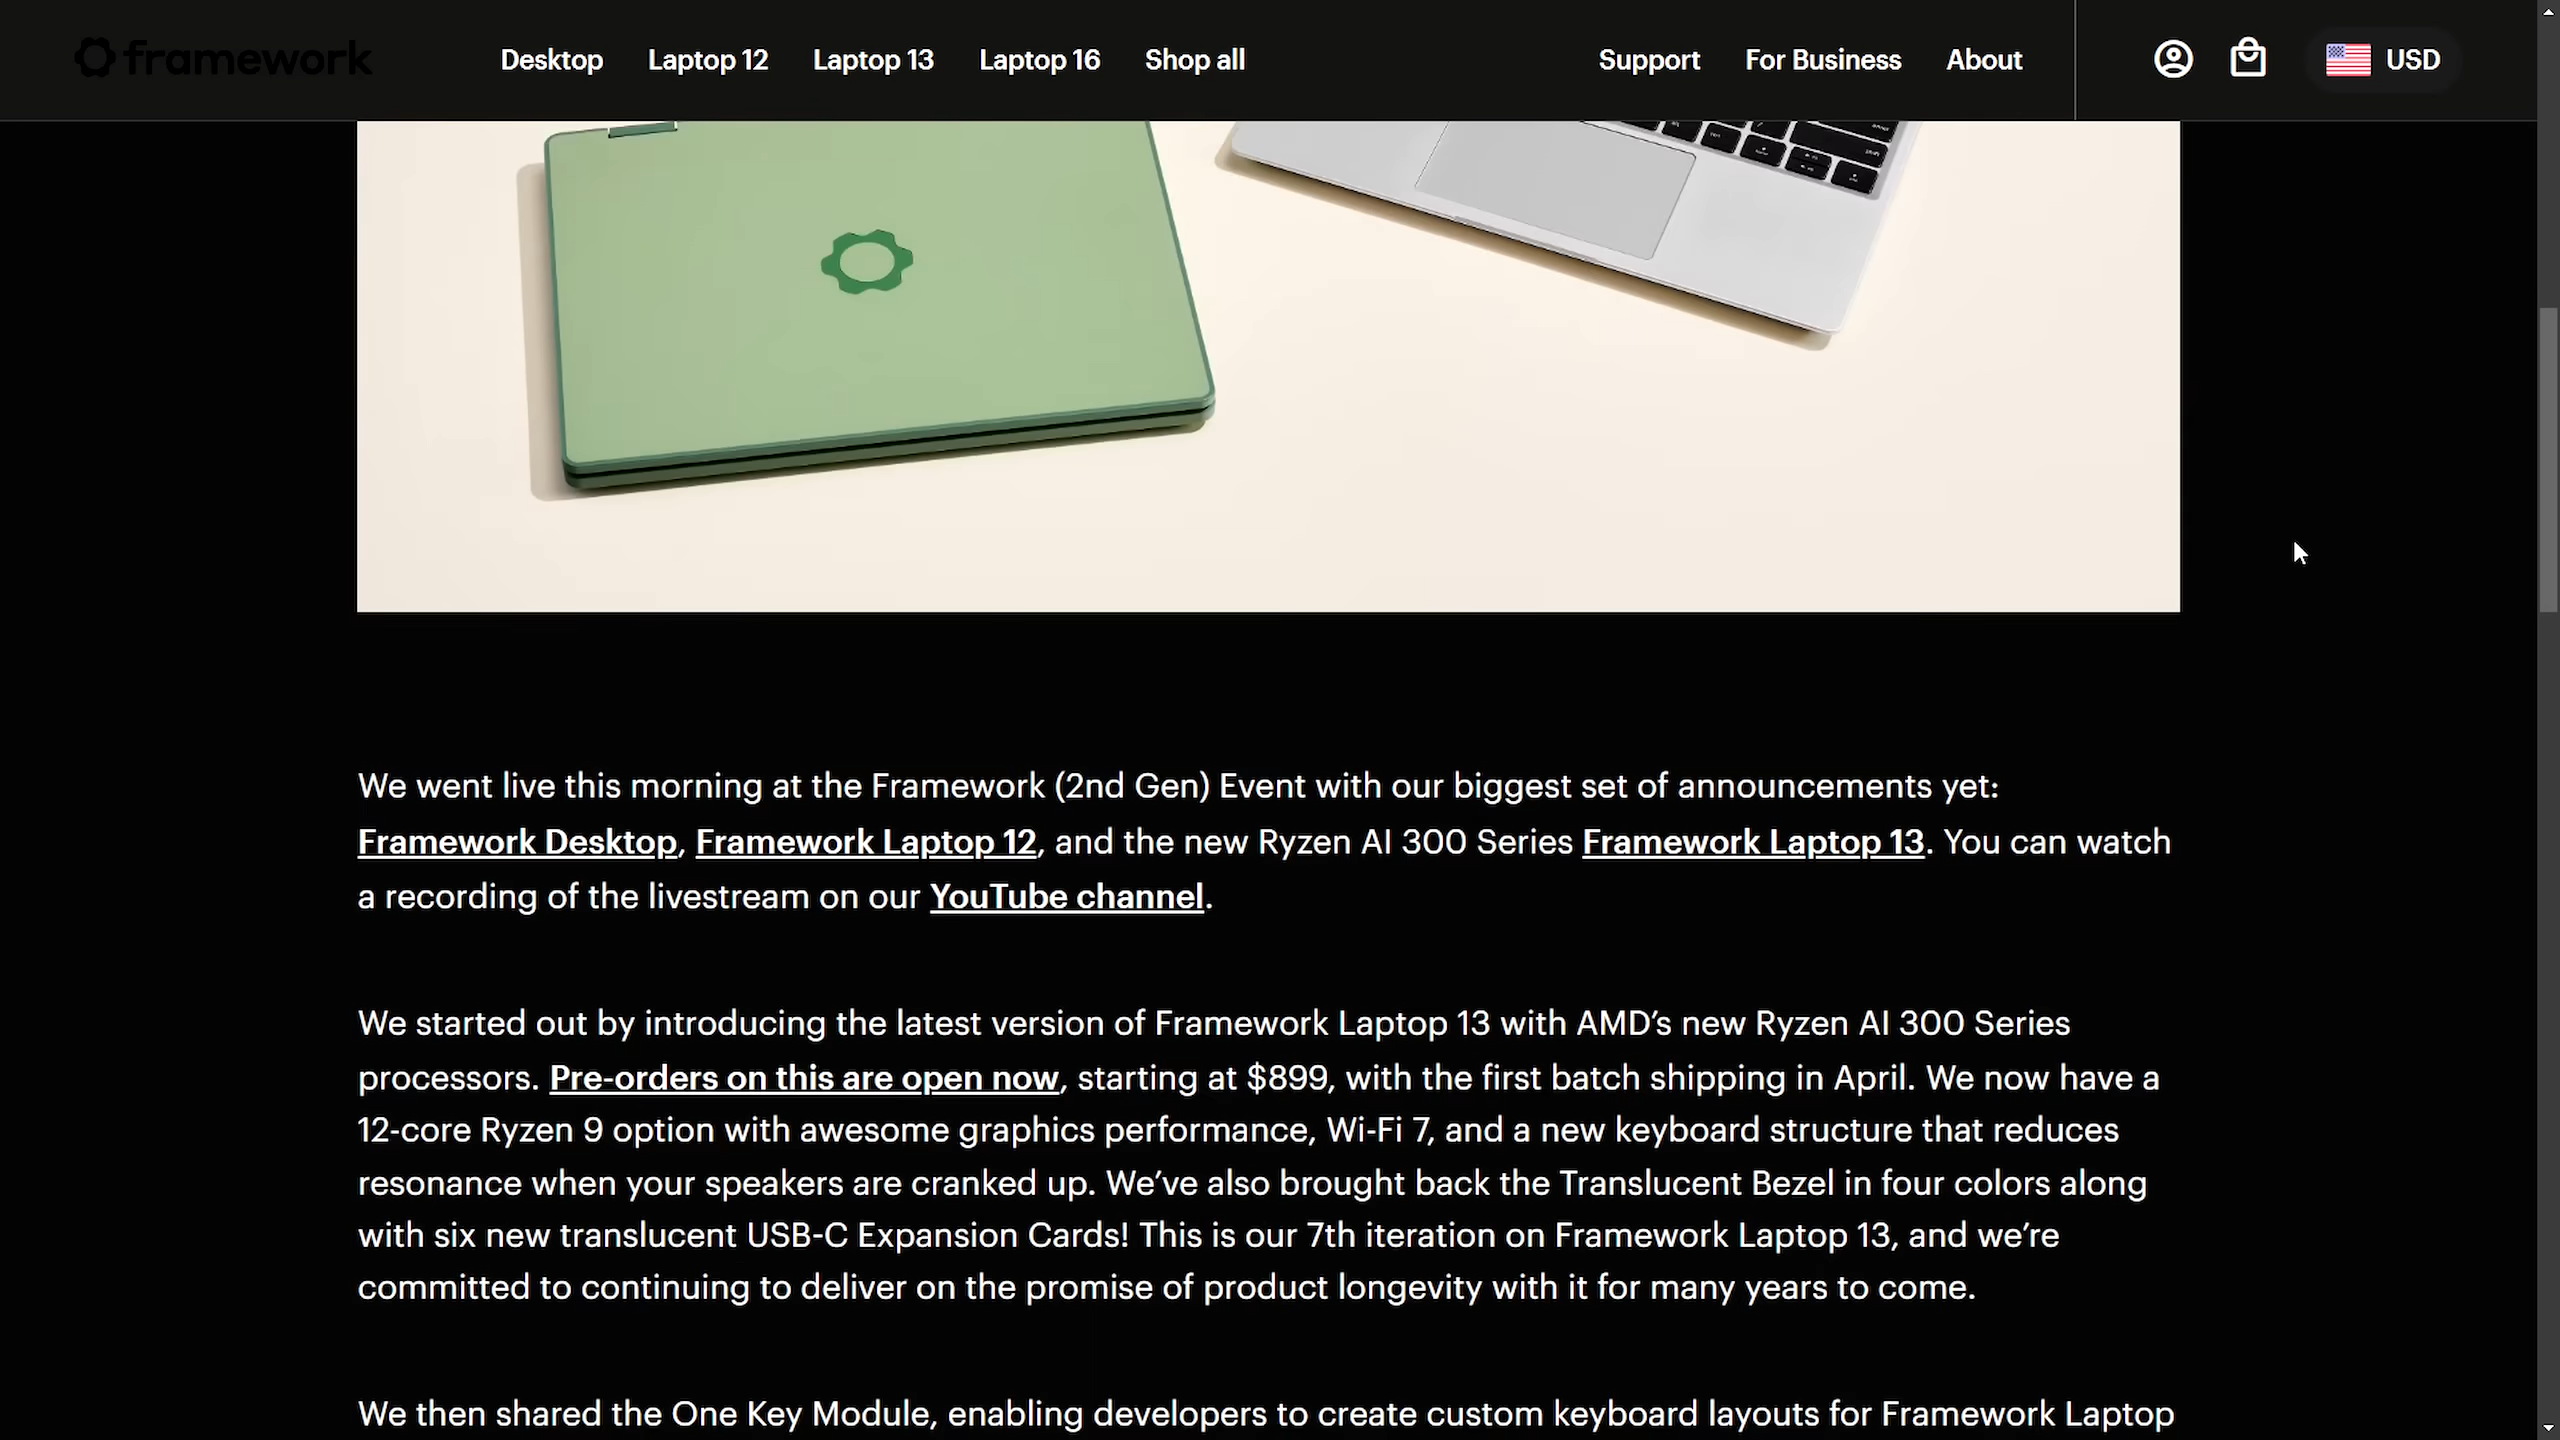 framework
Desktop
Laptop 12
Laptop 13
Laptop 16
Shop all
Support
For Business
About
USD
We went live this morning at the Framework (2nd Gen) Event with our biggest set of announcements yet:
Framework Desktop, Framework Laptop 12, and the new Ryzen AI 300 Series Framework Laptop 13. You can watch
a recording of the livestream on our YouTube channel.
We started out by introducing the latest version of Framework Laptop 13 with AMD’s new Ryzen AI 300 Series
processors. Pre-orders on this are open now, starting at $899, with the first batch shipping in April. We now have a
12-core Ryzen 9 option with awesome graphics performance, Wi-Fi 7, and a new keyboard structure that reduces
resonance when your speakers are cranked up. We’ve also brought back the Translucent Bezel in four colors along
with six new translucent USB-C Expansion Cards! This is our 7th iteration on Framework Laptop 13, and we’re
committed to continuing to deliver on the promise of product longevity with it for many years to come.
We then shared the One Key Module, enabling developers to create custom keyboard layouts for Framework Laptop